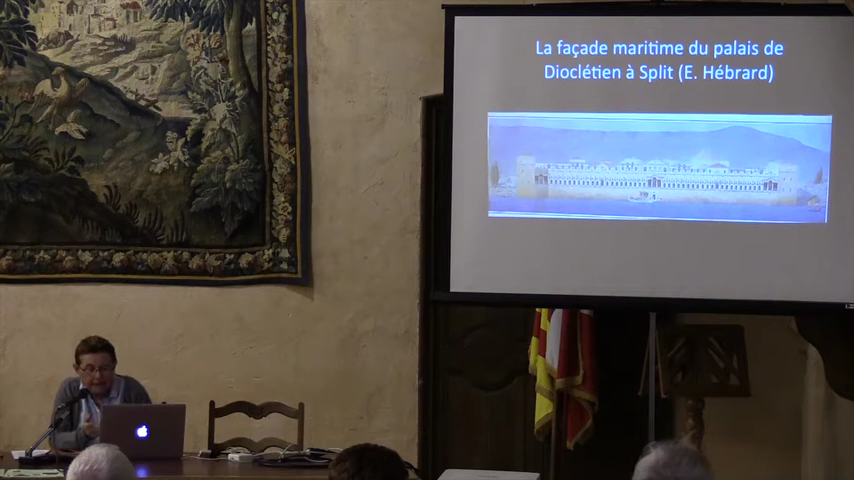 La façade maritime du palais de
Dioclétien à Split (E. Hébrard)